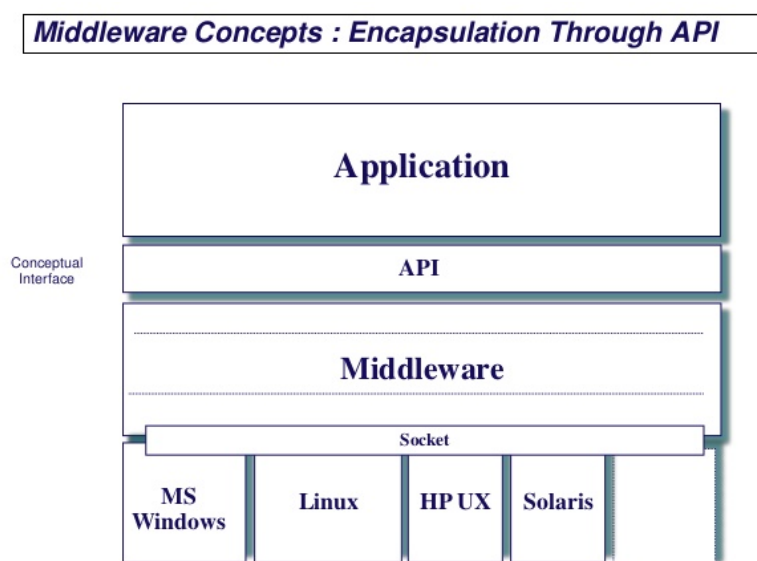 Middleware Concepts : Encapsulation Through API
Application
Conceptual
Interface
API
Middleware
Socket
MS
Windows
Linux
HP UX
Solaris